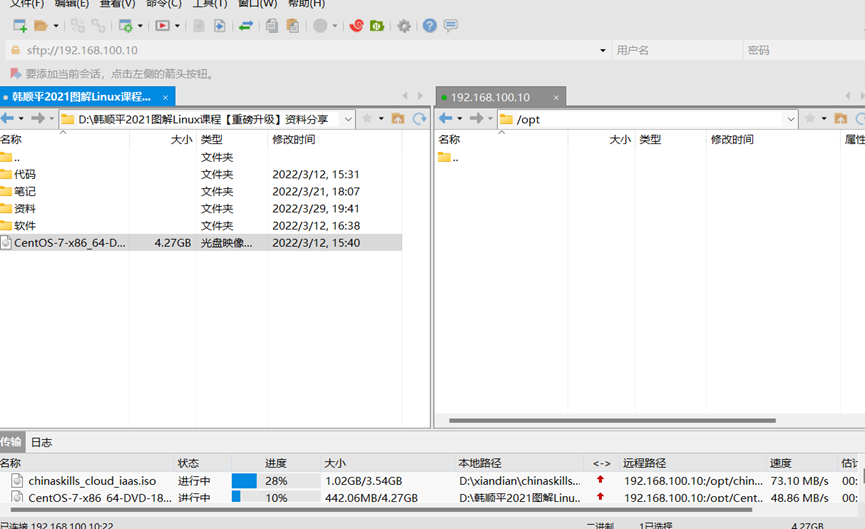 文件(F) 编辑(E) 查看(V) 命令(C) 工具(T) 窗口(W) 帮助(H)
sftp://192.168.100.10 用户名 密码
要添加当前会话，点击左侧的箭头按钮。
韩顺平2021图解Linux课程... × 192.168.100.10 ×
D:\韩顺平2021图解Linux课程【重磅升级】资料分享 /opt
名称 大小 类型 修改时间 名称 大小 类型 修改时间 属性
.. 文件夹 ..
代码 文件夹 2022/3/12, 15:31
笔记 文件夹 2022/3/21, 18:07
资料 文件夹 2022/3/29, 19:41
软件 文件夹 2022/3/12, 16:38
CentOS-7-x86_64-D... 4.27GB 光盘映像... 2022/3/12, 15:40
传输 日志
名称 状态 进度 大小 本地路径 <-> 远程路径 速度 估计
chinaskills_cloud_iaas.iso 进行中 28% 1.02GB/3.54GB D:\xiandian\chinaskills... 192.168.100.10:/opt/chin... 73.10 MB/s 00:
CentOS-7-x86_64-DVD-18... 进行中 10% 442.06MB/4.27GB D:\韩顺平2021图解Linu... 192.168.100.10:/opt/Cent... 48.86 MB/s 00:
已连接 192.168.100.10:22 二进制 1已选择 4.27GB